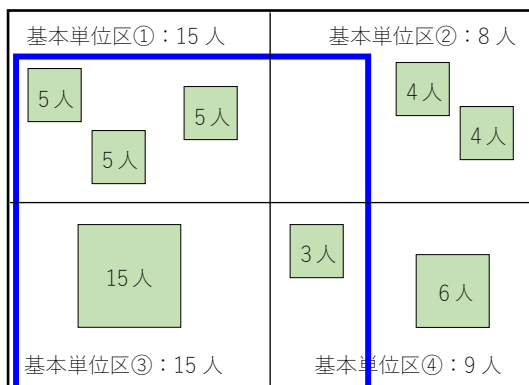 基本単位区①：15 人
基本単位区②：8 人
5人
5人
5人
4人
4人
15人
3人
6人
基本単位区③：15 人
基本単位区④：9 人